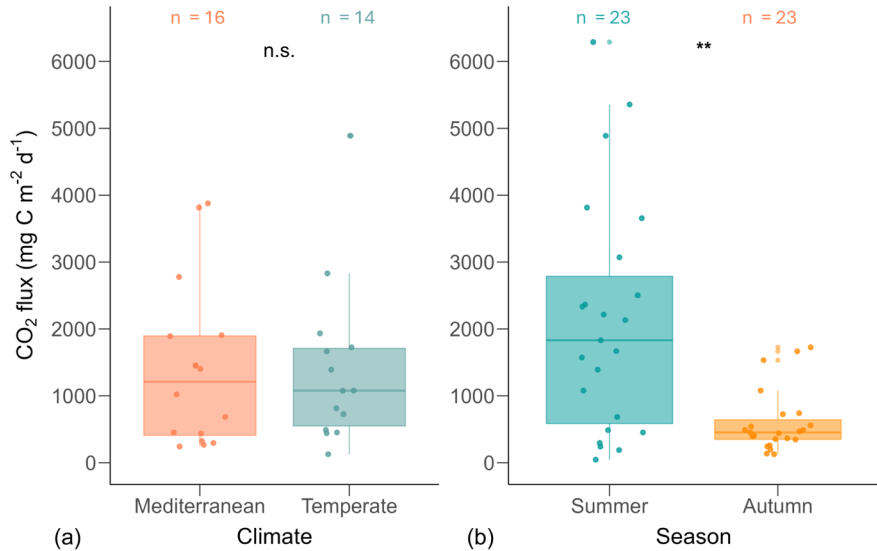 n = 16
n = 14
n.s.
6000
5000
4000
3000
2000
1000
0
CO₂ flux (mg C m⁻² d⁻¹)
Mediterranean
Temperate
(a)
Climate
n = 23
n = 23
**
6000
5000
4000
3000
2000
1000
0
Summer
Autumn
(b)
Season